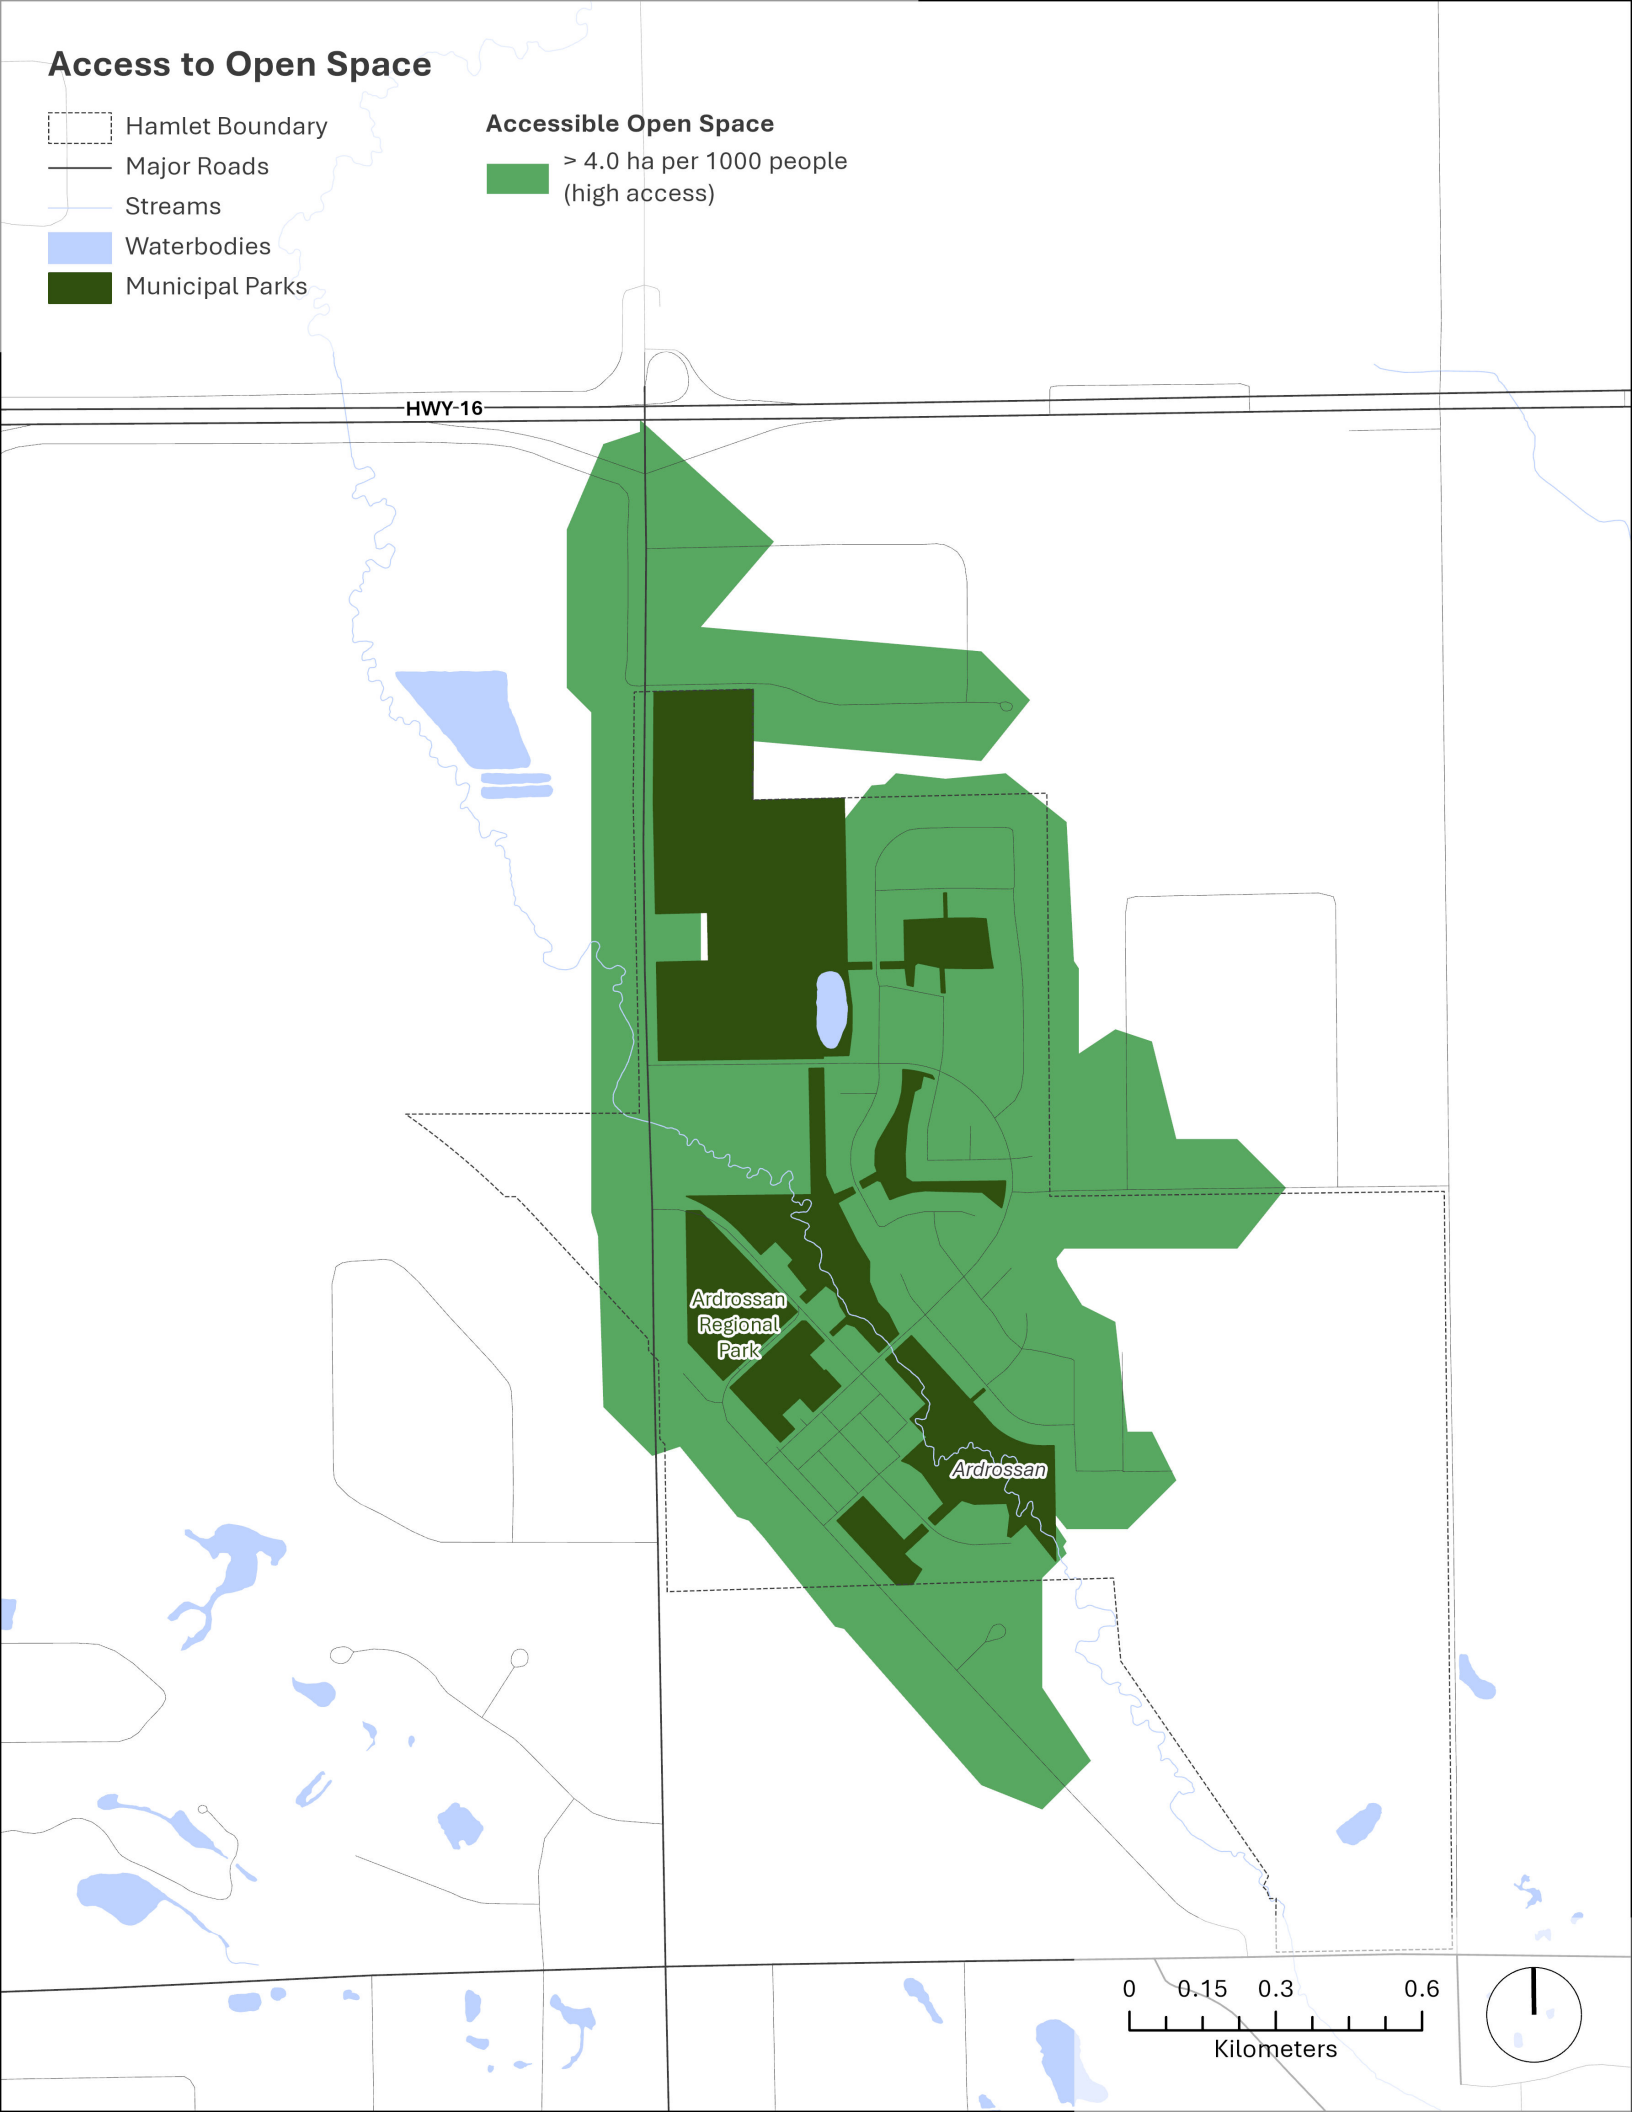 Access to Open Space
Hamlet Boundary
Major Roads
Streams
Waterbodies
Municipal Parks
Accessible Open Space
> 4.0 ha per 1000 people
(high access)
HWY 16
Ardrossan
Regional
Park
Ardrossan
0 0.15 0.3 0.6
Kilometers